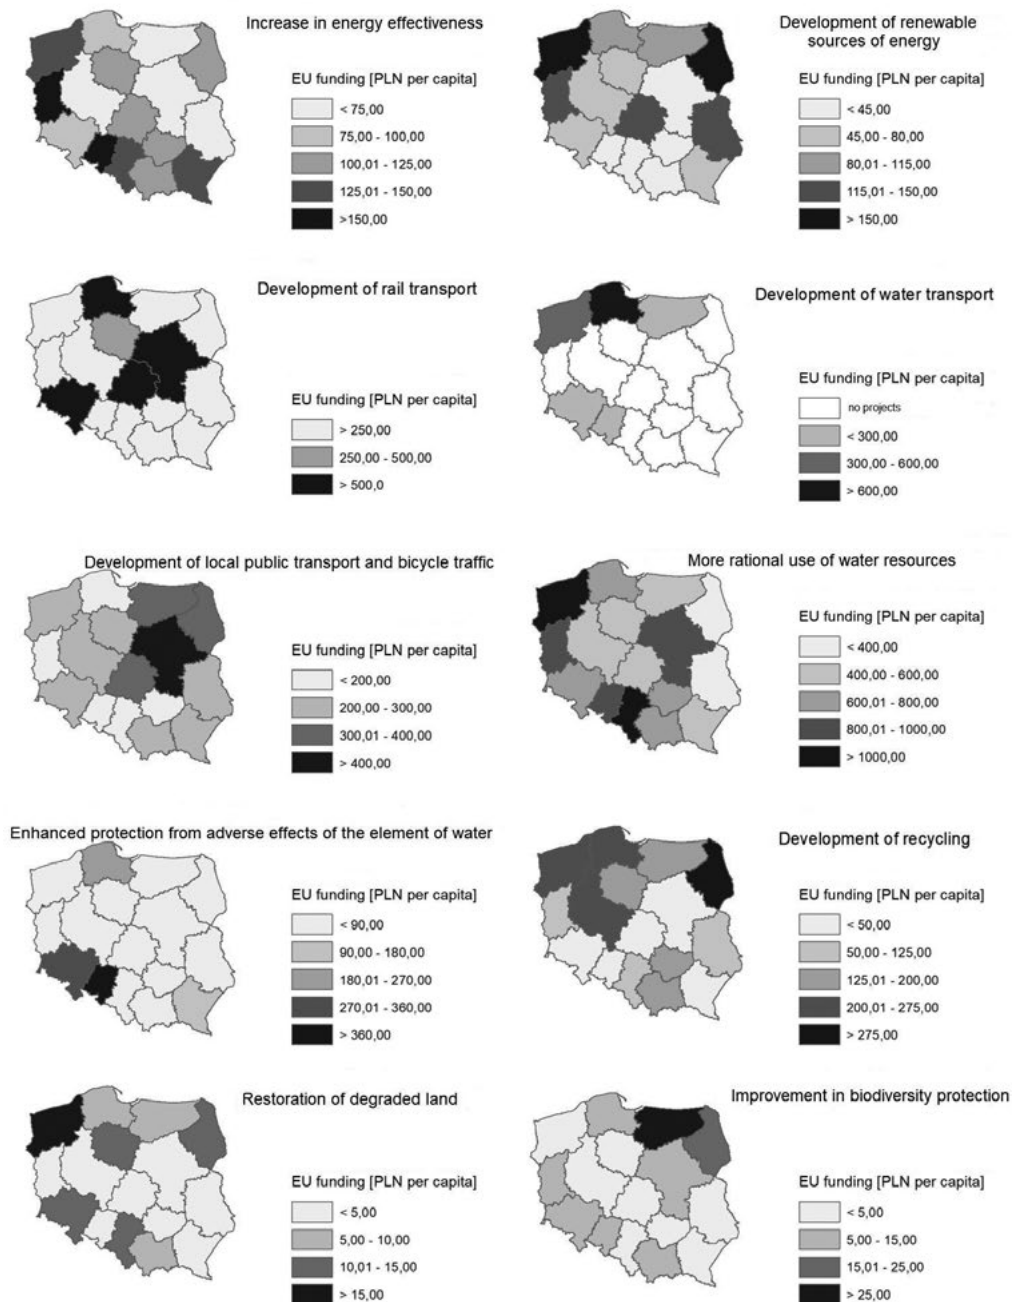 Increase in energy effectiveness
EU funding [PLN per capita]
< 75,00
75,00 - 100,00
100,01 - 125,00
125,01 - 150,00
>150,00
Development of renewable
sources of energy
EU funding [PLN per capita]
< 45,00
45,00 - 80,00
80,01 - 115,00
115,01 - 150,00
> 150,00
Development of rail transport
EU funding [PLN per capita]
> 250,00
250,00 - 500,00
> 500,0
Development of water transport
EU funding [PLN per capita]
no projects
< 300,00
300,00 - 600,00
> 600,00
Development of local public transport and bicycle traffic
EU funding [PLN per capita]
< 200,00
200,00 - 300,00
300,01 - 400,00
> 400,00
More rational use of water resources
EU funding [PLN per capita]
< 400,00
400,00 - 600,00
600,01 - 800,00
800,01 - 1000,00
> 1000,00
Enhanced protection from adverse effects of the element of water
EU funding [PLN per capita]
< 90,00
90,00 - 180,00
180,01 - 270,00
270,01 - 360,00
> 360,00
Development of recycling
EU funding [PLN per capita]
< 50,00
50,00 - 125,00
125,01 - 200,00
200,01 - 275,00
> 275,00
Restoration of degraded land
EU funding [PLN per capita]
< 5,00
5,00 - 10,00
10,01 - 15,00
> 15,00
Improvement in biodiversity protection
EU funding [PLN per capita]
< 5,00
5,00 - 15,00
15,01 - 25,00
> 25,00